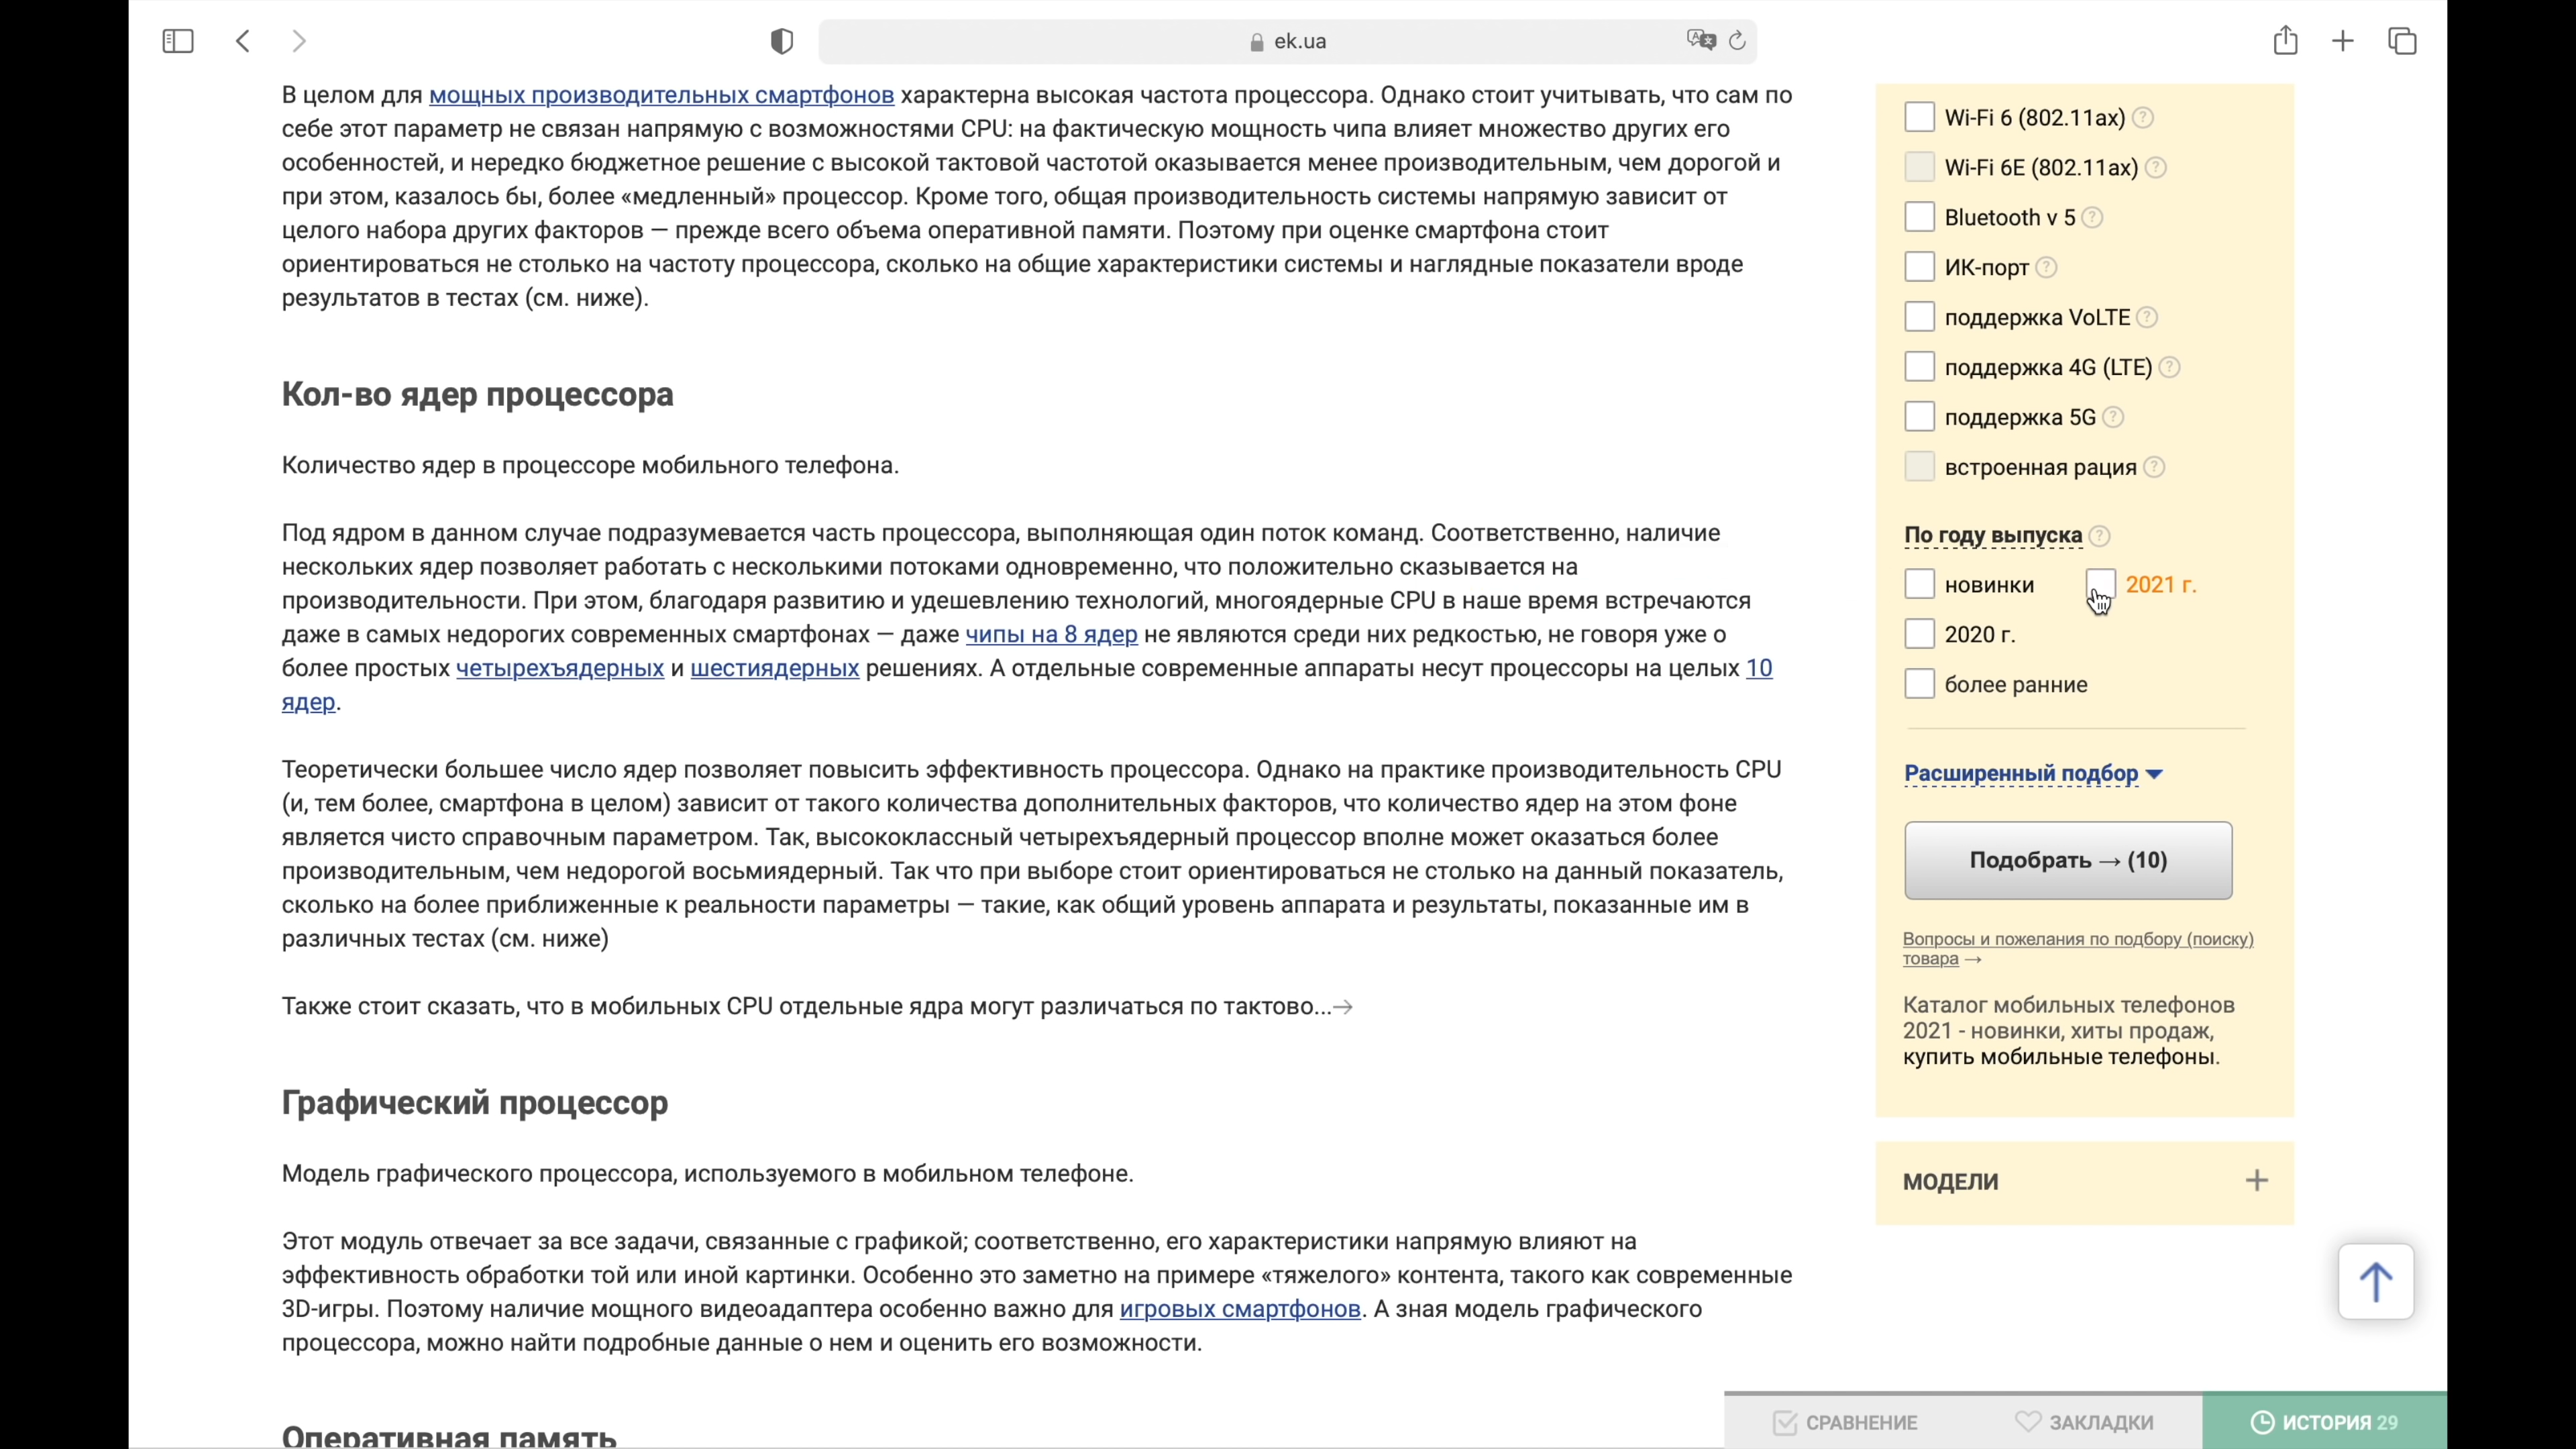 ek.ua
В целом для мощных производительных смартфонов характерна высокая частота процессора. Однако стоит учитывать, что сам по
себе этот параметр не связан напрямую с возможностями CPU: на фактическую мощность чипа влияет множество других его
особенностей, и нередко бюджетное решение с высокой тактовой частотой оказывается менее производительным, чем дорогой и
при этом, казалось бы, более «медленный» процессор. Кроме того, общая производительность системы напрямую зависит от
целого набора других факторов — прежде всего объема оперативной памяти. Поэтому при оценке смартфона стоит
ориентироваться не столько на частоту процессора, сколько на общие характеристики системы и наглядные показатели вроде
результатов в тестах (см. ниже).
Кол-во ядер процессора
Количество ядер в процессоре мобильного телефона.
Под ядром в данном случае подразумевается часть процессора, выполняющая один поток команд. Соответственно, наличие
нескольких ядер позволяет работать с несколькими потоками одновременно, что положительно сказывается на
производительности. При этом, благодаря развитию и удешевлению технологий, многоядерные CPU в наше время встречаются
даже в самых недорогих современных смартфонах — даже чипы на 8 ядер не являются среди них редкостью, не говоря уже о
более простых четырехъядерных и шестиядерных решениях. А отдельные современные аппараты несут процессоры на целых 10
ядер.
Теоретически большее число ядер позволяет повысить эффективность процессора. Однако на практике производительность CPU
(и, тем более, смартфона в целом) зависит от такого количества дополнительных факторов, что количество ядер на этом фоне
является чисто справочным параметром. Так, высококлассный четырехъядерный процессор вполне может оказаться более
производительным, чем недорогой восьмиядерный. Так что при выборе стоит ориентироваться не столько на данный показатель,
сколько на более приближенные к реальности параметры — такие, как общий уровень аппарата и результаты, показанные им в
различных тестах (см. ниже)
Также стоит сказать, что в мобильных CPU отдельные ядра могут различаться по тактово...→
Графический процессор
Модель графического процессора, используемого в мобильном телефоне.
Этот модуль отвечает за все задачи, связанные с графикой; соответственно, его характеристики напрямую влияют на
эффективность обработки той или иной картинки. Особенно это заметно на примере «тяжелого» контента, такого как современные
3D-игры. Поэтому наличие мощного видеоадаптера особенно важно для игровых смартфонов. А зная модель графического
процессора, можно найти подробные данные о нем и оценить его возможности.
Оперативная память
Wi-Fi 6 (802.11ax) ?
Wi-Fi 6E (802.11ax) ?
Bluetooth v 5 ?
ИК-порт ?
поддержка VoLTE ?
поддержка 4G (LTE) ?
поддержка 5G ?
встроенная рация ?
По году выпуска ?
новинки 2021 г.
2020 г.
более ранние
Расширенный подбор
Подобрать → (10)
Вопросы и пожелания по подбору (поиску)
товара →
Каталог мобильных телефонов
2021 - новинки, хиты продаж,
купить мобильные телефоны.
МОДЕЛИ +
СРАВНЕНИЕ ЗАКЛАДКИ ИСТОРИЯ 29